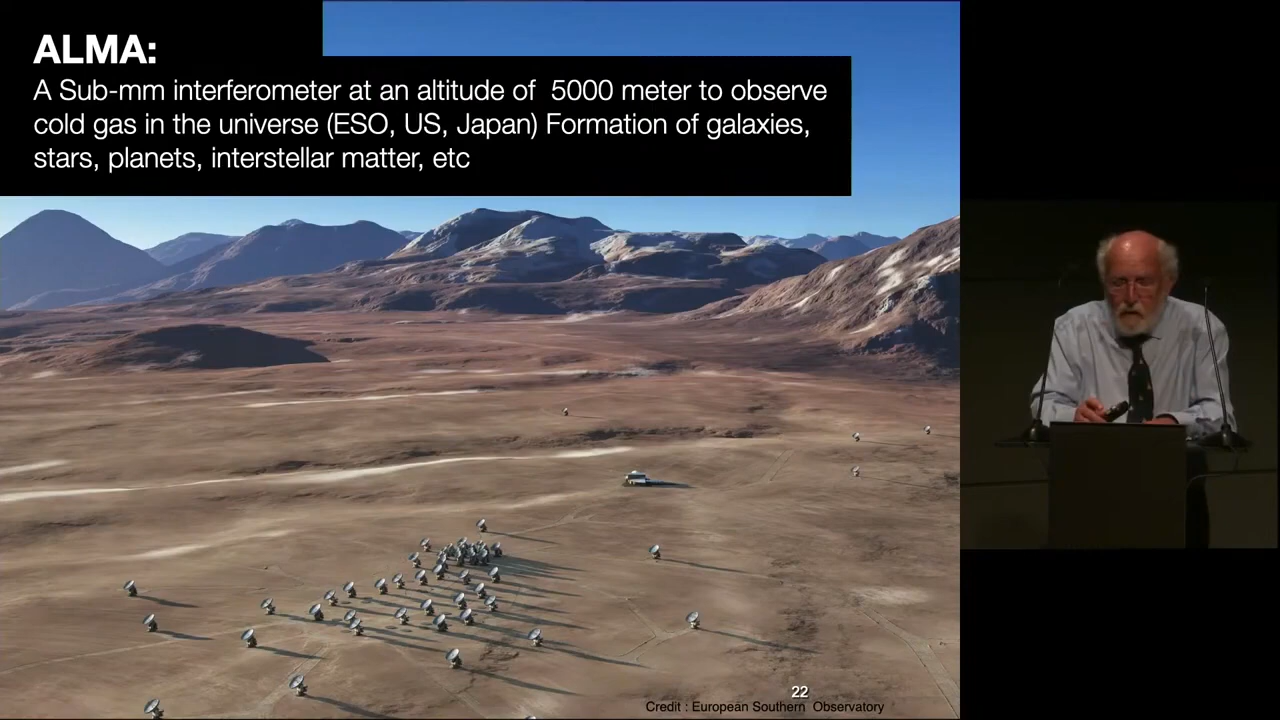 ALMA:
A Sub-mm interferometer at an altitude of  5000 meter to observe
cold gas in the universe (ESO, US, Japan) Formation of galaxies,
stars, planets, interstellar matter, etc
22
Credit : European Southern  Observatory